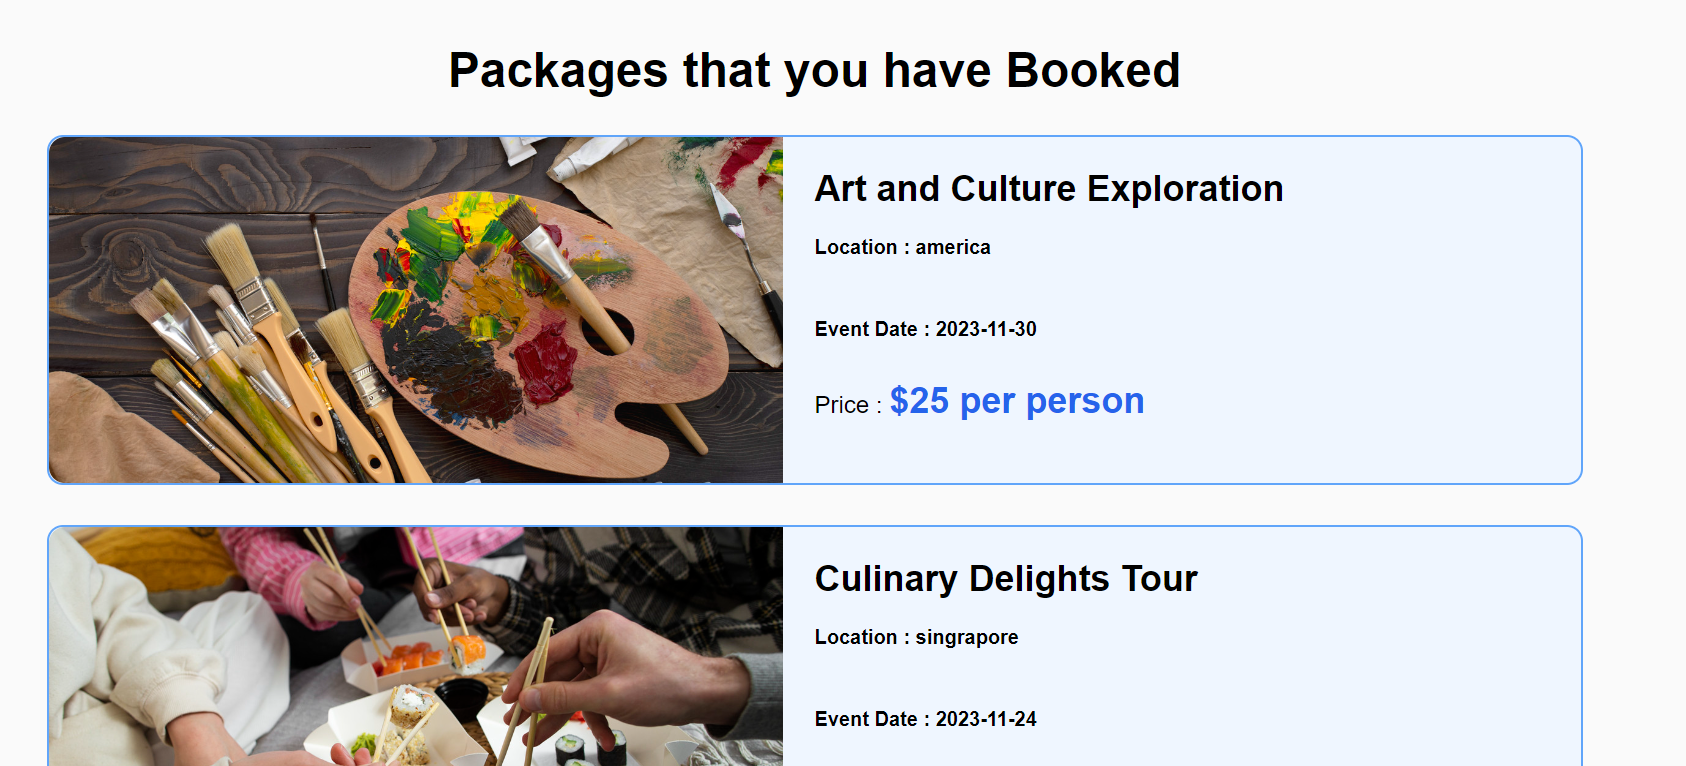 Packages that you have Booked
Art and Culture Exploration
Location : america
Event Date : 2023-11-30
Price : $25 per person
Culinary Delights Tour
Location : singrapore
Event Date : 2023-11-24